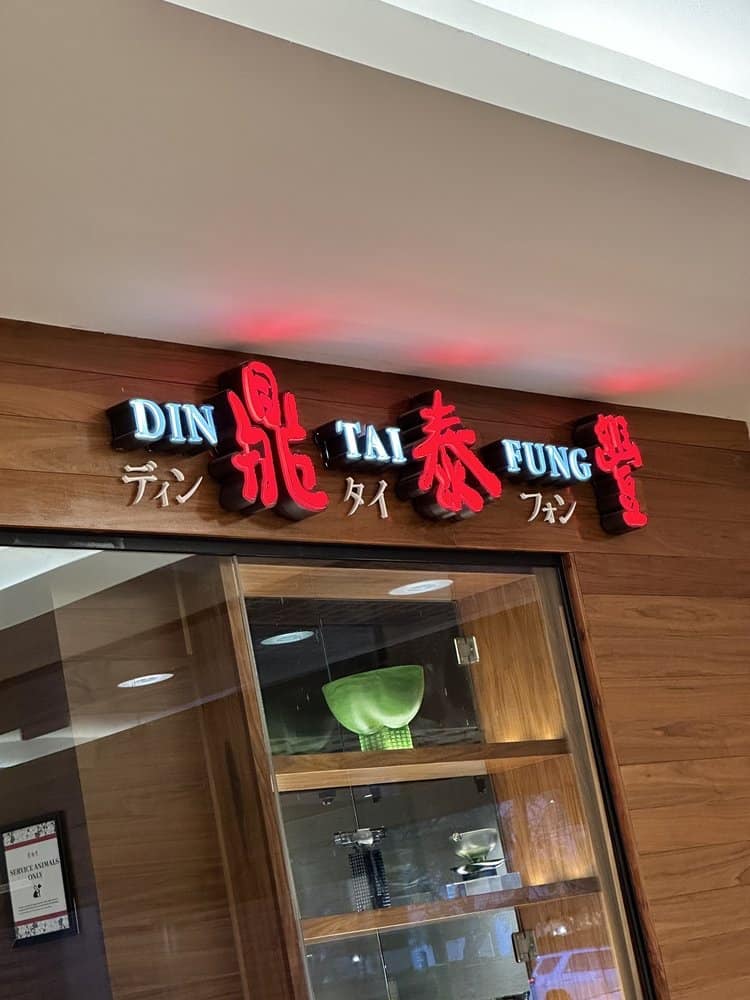 DIN 鼎 TAI 泰 FUNG 豐
ディン タイ フォン
SERVICE ANIMALS
ONLY